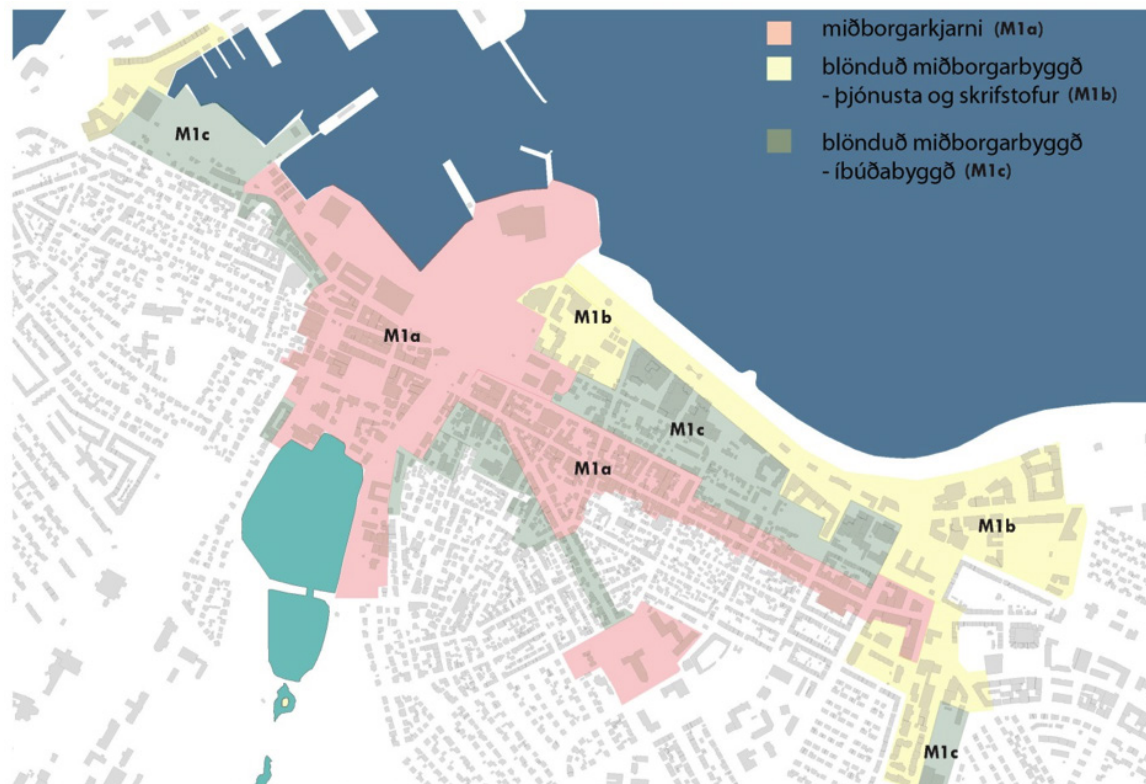 miðborgarkjarni (M1a)
blönduð miðborgarbyggð
- þjónusta og skrifstofur (M1b)
blönduð miðborgarbyggð
- íbúðabyggð (M1c)
M1c
M1b
M1a
M1c
M1a
M1b
M1c